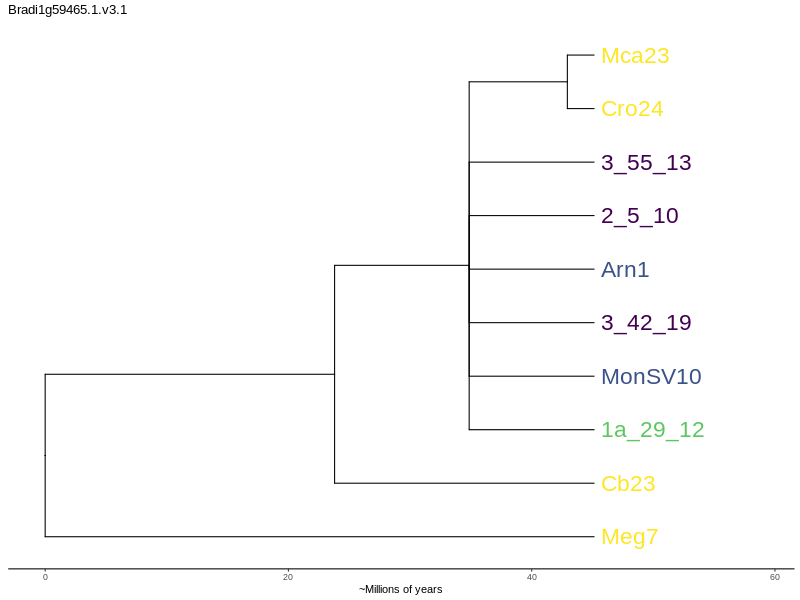 Bradi1g59465.1.v3.1
Mca23
Cro24
3_55_13
2_5_10
Arn1
3_42_19
MonSV10
1a_29_12
Cb23
Meg7
0 20 40 60
~Millions of years